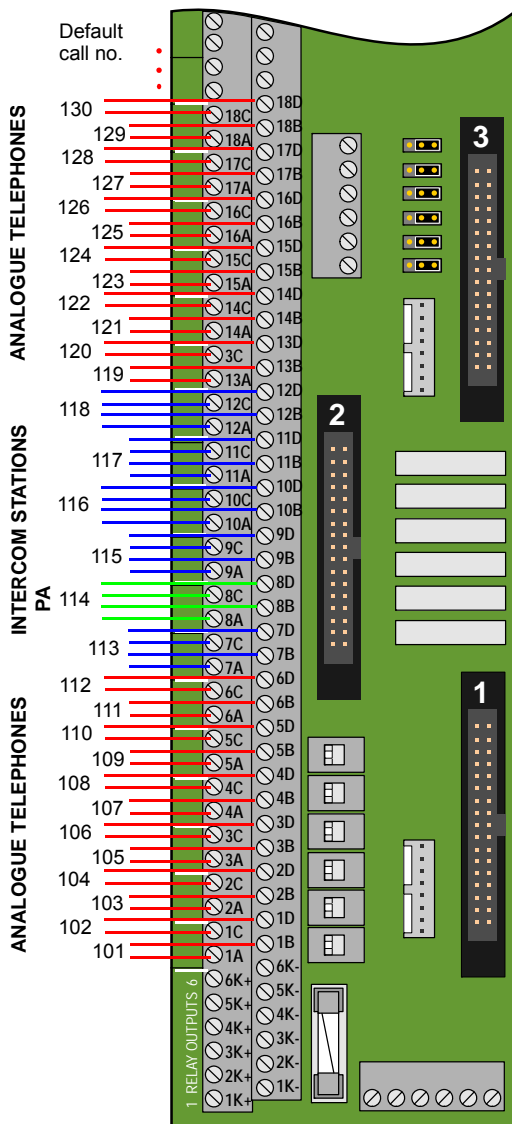 Default
call no.
ANALOGUE TELEPHONES
INTERCOM STATIONS
PA
ANALOGUE TELEPHONES
130
129
128
127
126
125
124
123
122
121
120
119
118
117
116
115
114
113
112
111
110
109
108
107
106
105
104
103
102
101
18D
18C
18B
18A
17D
17C
17B
17A
16D
16C
16B
16A
15D
15C
15B
15A
14D
14C
14B
14A
13D
3C
13B
13A
12D
12C
12B
12A
11D
11C
11B
11A
10D
10C
10B
10A
9D
9C
9B
9A
8D
8C
8B
8A
7D
7C
7B
7A
6D
6C
6B
6A
5D
5C
5B
5A
4D
4C
4B
4A
3D
3C
3B
3A
2D
2C
2B
2A
1D
1C
1B
1A
6K-
6K+
5K-
5K+
4K-
4K+
3K-
3K+
2K-
2K+
1K-
1K+
1 RELAY OUTPUTS 6
3
2
1